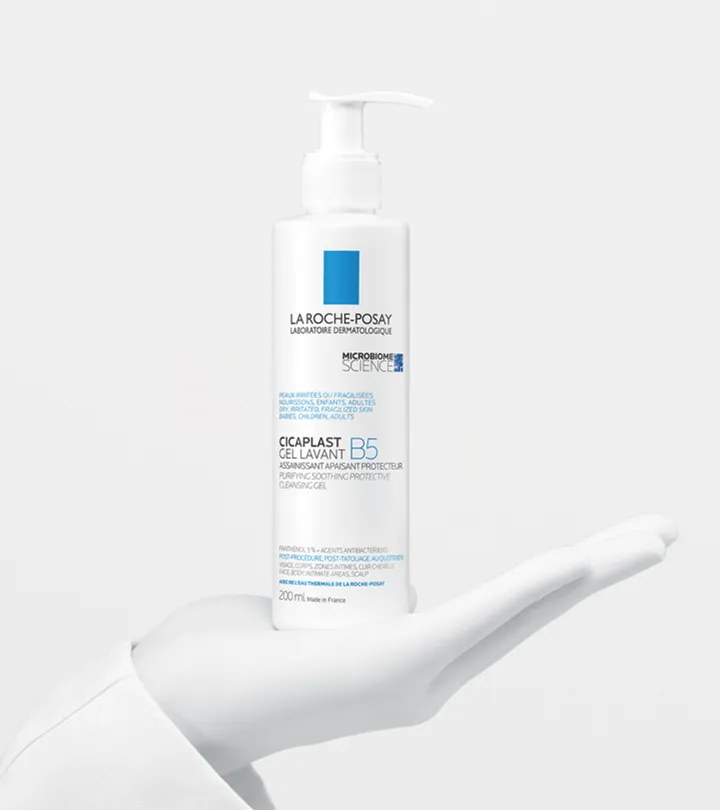 LA ROCHE-POSAY
LABORATOIRE DERMATOLOGIQUE
MICROBIOME
SCIENCE
PEAUX IRRITÉES OU FRAGILISÉES
NOURISSONS, ENFANTS, ADULTES
DRY, IRRITATED, FRAGILIZED SKIN
BABIES, CHILDREN, ADULTS
CICAPLAST
GEL LAVANT B5
ASSAINISSANT APAISANT PROTECTEUR
PURIFYING SOOTHING PROTECTIVE
CLEANSING GEL
PANTHENOL 5% + AGENTS ANTIBACTERIENS
POST-PROCÉDURE, POST-TATOUAGE, AU QUOTIDIEN
VISAGE, CORPS, ZONES INTIMES, CUIR CHEVELU
FACE, BODY, INTIMATE AREAS, SCALP
AVEC DE L'EAU THERMALE DE LA ROCHE-POSAY
200 ml Made in France